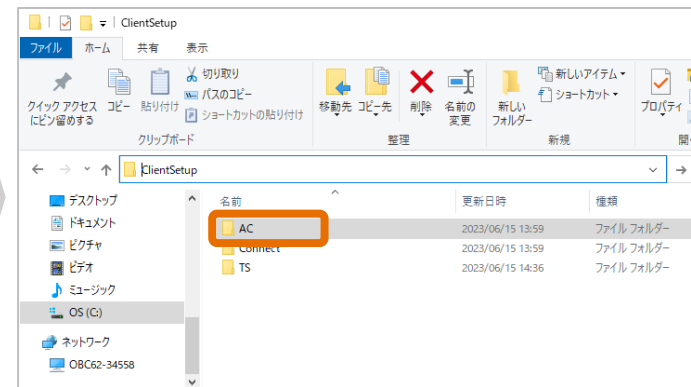 ClientSetup
ファイル ホーム 共有 表示
クイック アクセス にピン留めする
コピー
貼り付け
切り取り
パスのコピー
ショートカットの貼り付け
クリップボード
移動先
コピー先
削除
名前の変更
整理
新しいフォルダー
新しいアイテム
ショートカット
新規
プロパティ
開
ClientSetup
名前 更新日時 種類
デスクトップ
ドキュメント
ピクチャ
ビデオ
ミュージック
OS (C:)
ネットワーク
OBC62-34558
AC 2023/06/15 13:59 ファイル フォルダー
Connect 2023/06/15 13:59 ファイル フォルダー
TS 2023/06/15 14:36 ファイル フォルダー